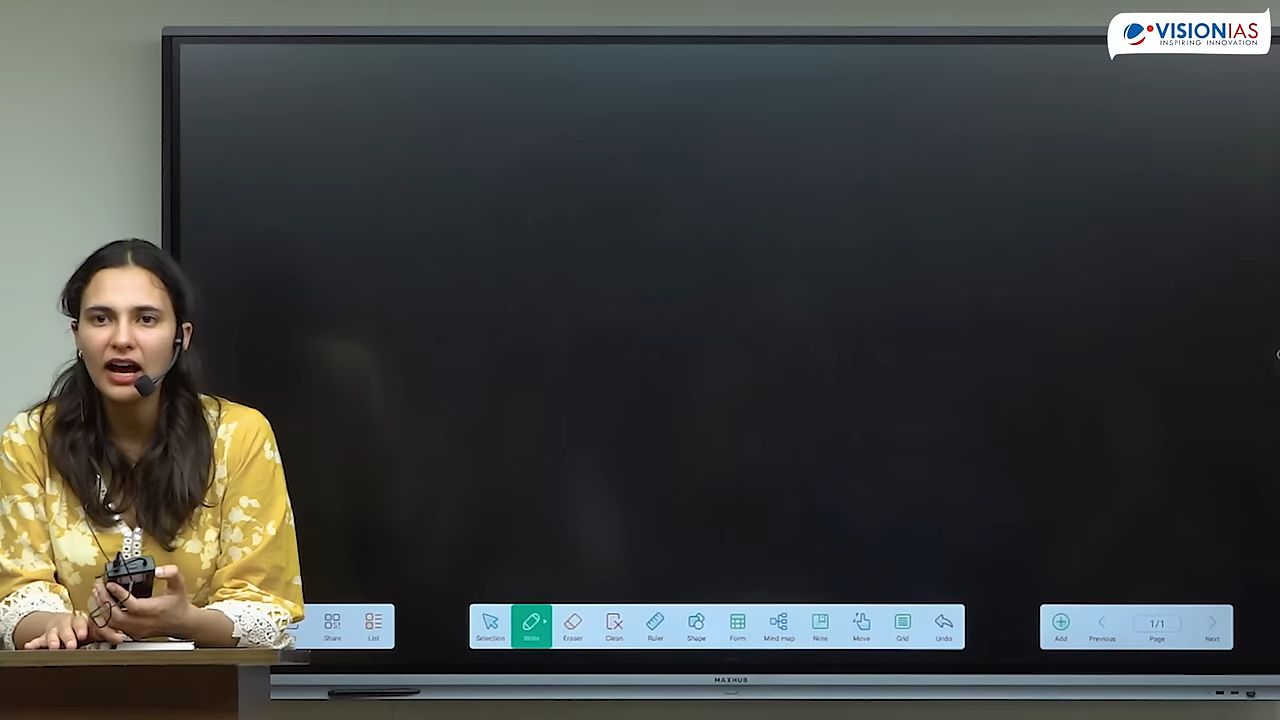 VISIONIAS
INSPIRING INNOVATION
Share
List
Selection
Write
Eraser
Clean
Ruler
Shape
Form
Mind map
Note
Move
Grid
Undo
Add
Previous
1/1
Page
Next
MAXHUB